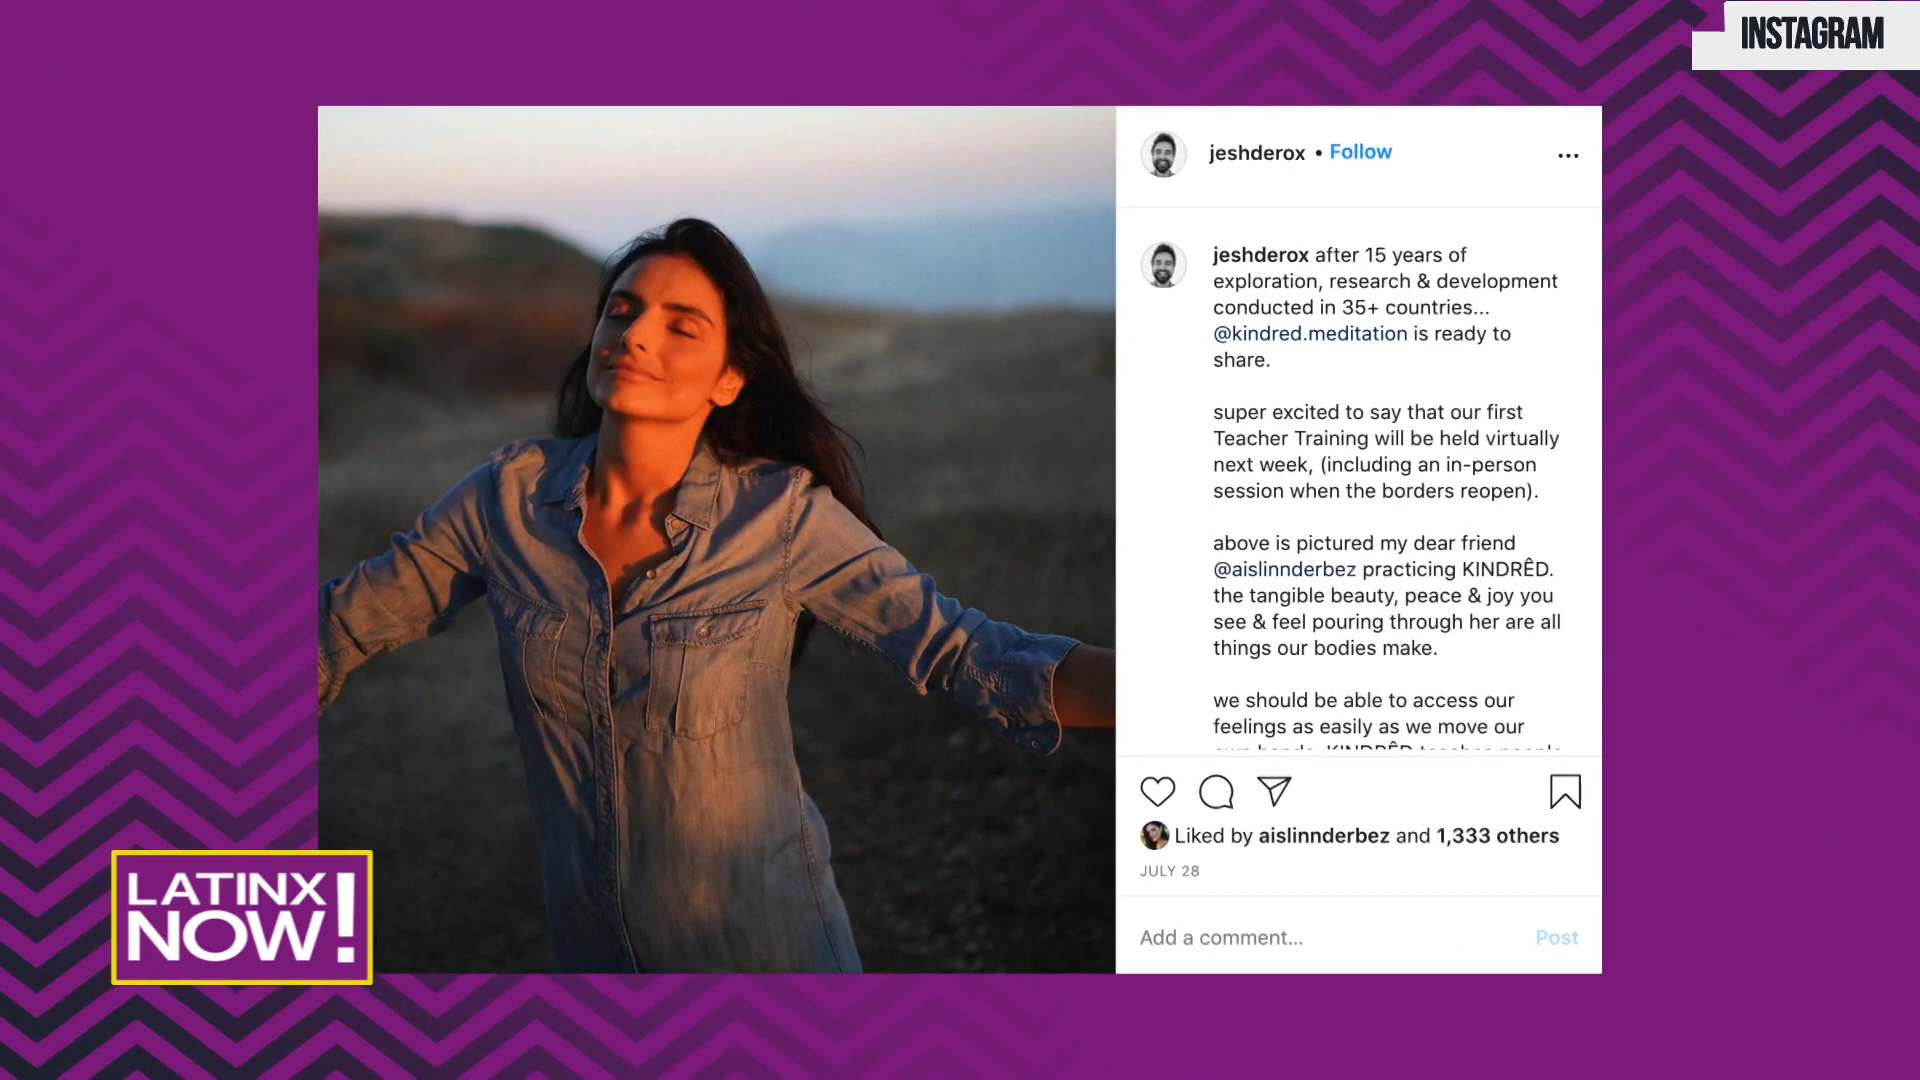 INSTAGRAM
jeshderox • Follow
jeshderox after 15 years of
exploration, research & development
conducted in 35+ countries...
@kindred.meditation is ready to
share.
super excited to say that our first
Teacher Training will be held virtually
next week, (including an in-person
session when the borders reopen).
above is pictured my dear friend
@aislinnderbez practicing KINDRÊD.
the tangible beauty, peace & joy you
see & feel pouring through her are all
things our bodies make.
we should be able to access our
feelings as easily as we move our
own hands. KINDRÊD teaches people
Liked by aislinnderbez and 1,333 others
JULY 28
Add a comment... Post
LATINX
NOW!